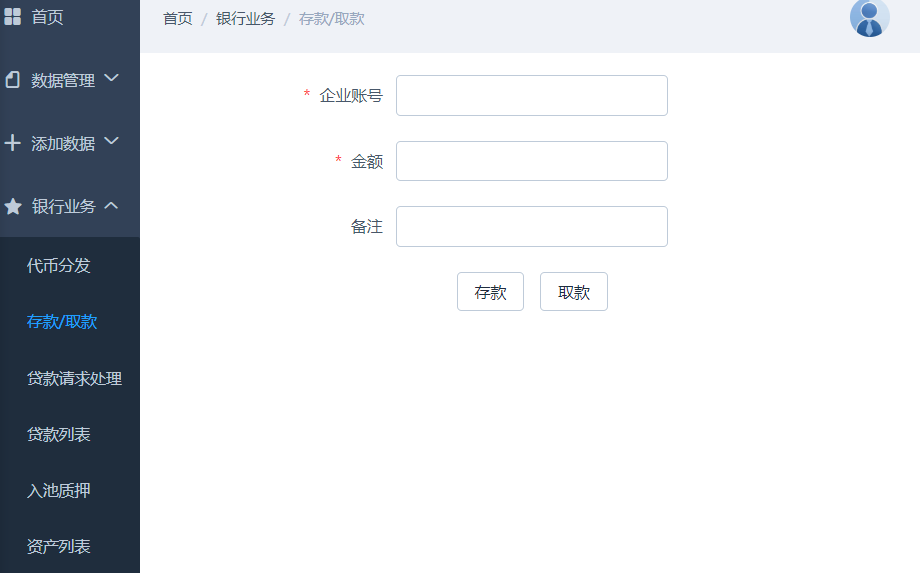 首页
数据管理
添加数据
银行业务
代币分发
存款/取款
贷款请求处理
贷款列表
入池质押
资产列表
首页 / 银行业务 / 存款/取款
* 企业账号
* 金额
备注
存款 取款